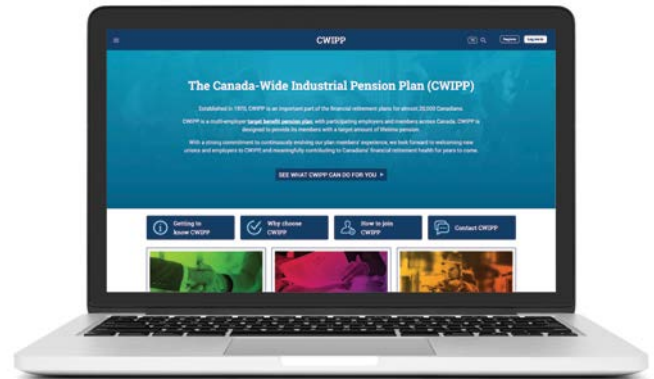 CWIPP
Register
The Canada-Wide Industrial Pension Plan (CWIPP)
Established in 1970, CWIPP is an important part of the financial retirement plans for almost Canadians.
CWIPP is a multi-employer target benefit pension plan, with participating employers and members across Canada. CWIPP is
designed to provide its members with a target amount of lifetime pension.
With a strong commitment to continuously evolving our plan members' experience, we look forward to welcoming new
unions and employers to CWIPP, and meaningfully contributing to Canadians' financial retirement health for years to come.
SEE WHAT CWIPP CAN DO FOR YOU
Getting to
know CWIPP
Why choose
CWIPP
How to join
CWIPP
Contact CWIPP